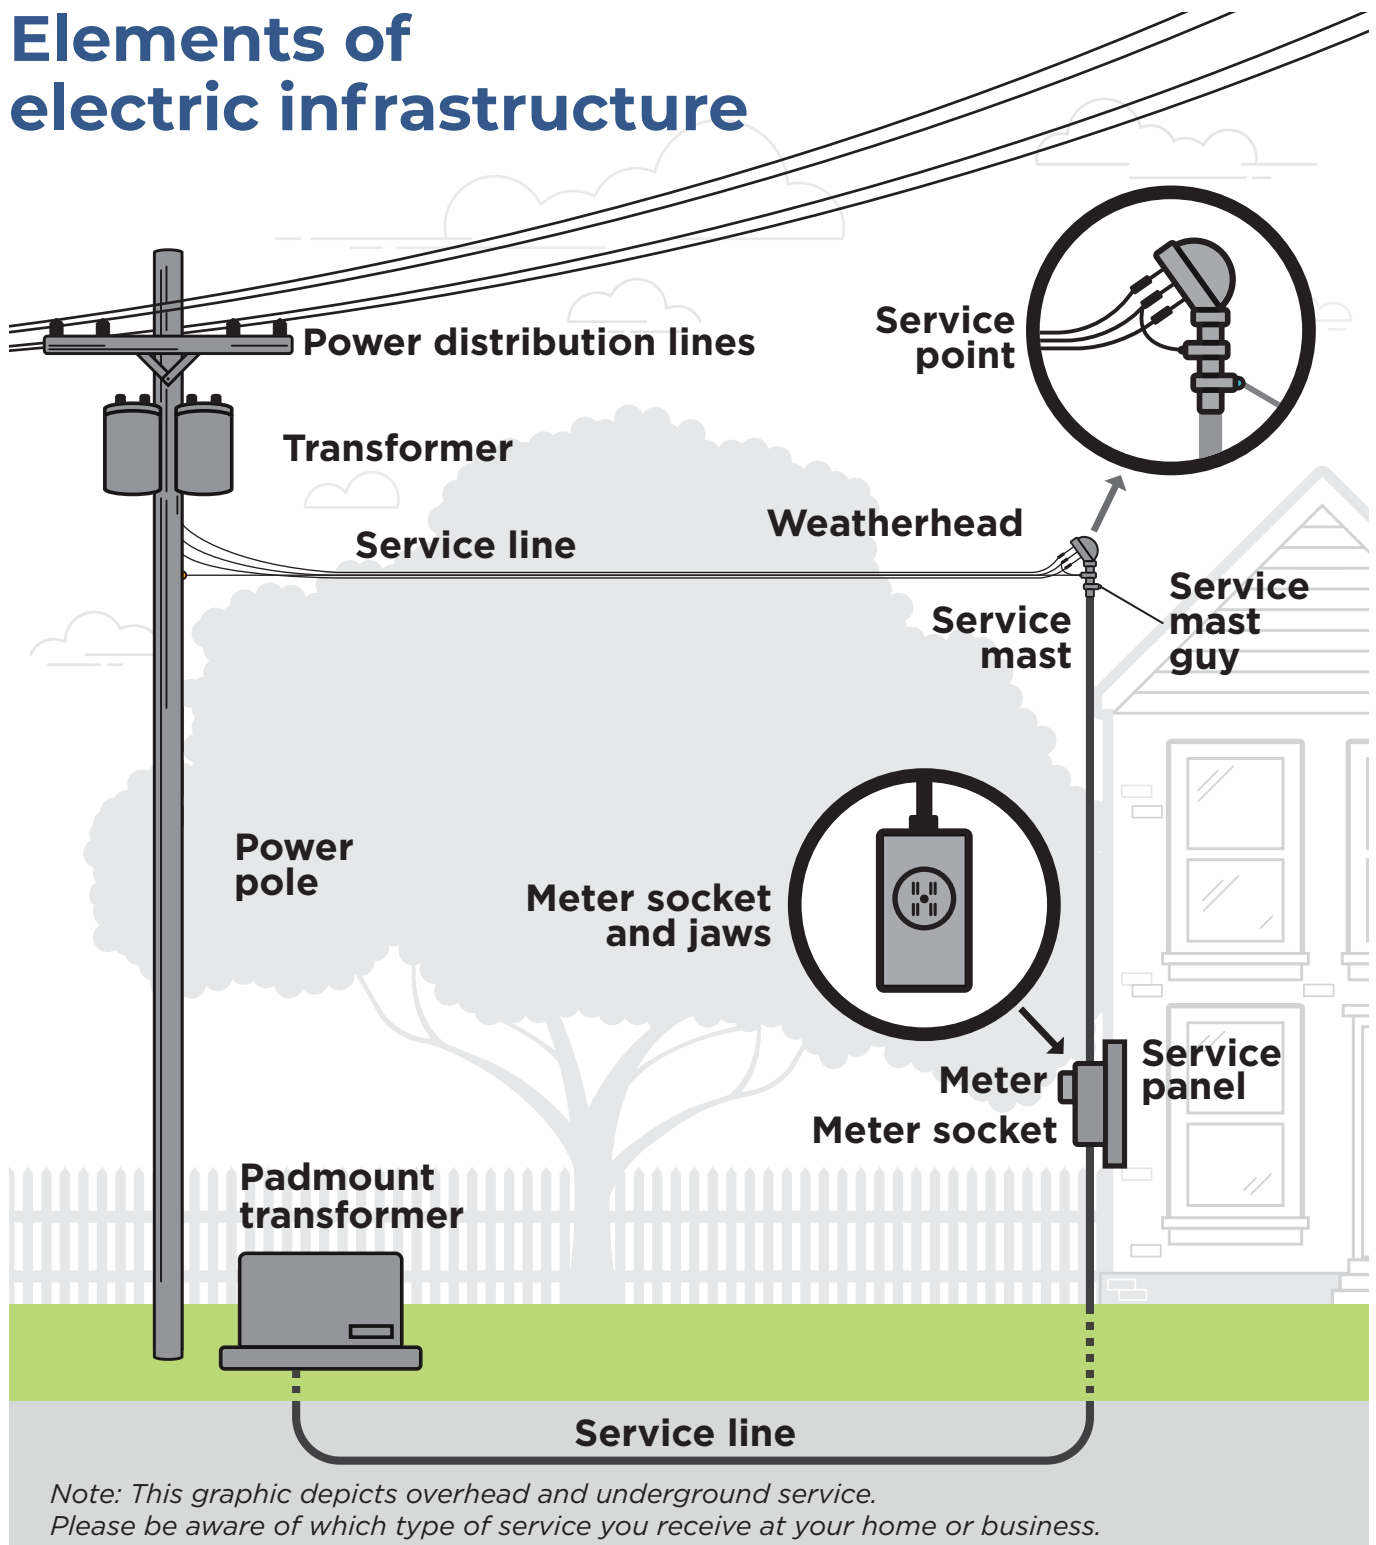 Elements of
electric infrastructure
Power distribution lines
Service
point
Transformer
Weatherhead
Service line
Service
mast
guy
Service
mast
Power
pole
Meter socket
and jaws
Service
panel
Meter
Meter socket
Padmount
transformer
Service line
Note: This graphic depicts overhead and underground service.
Please be aware of which type of service you receive at your home or business.